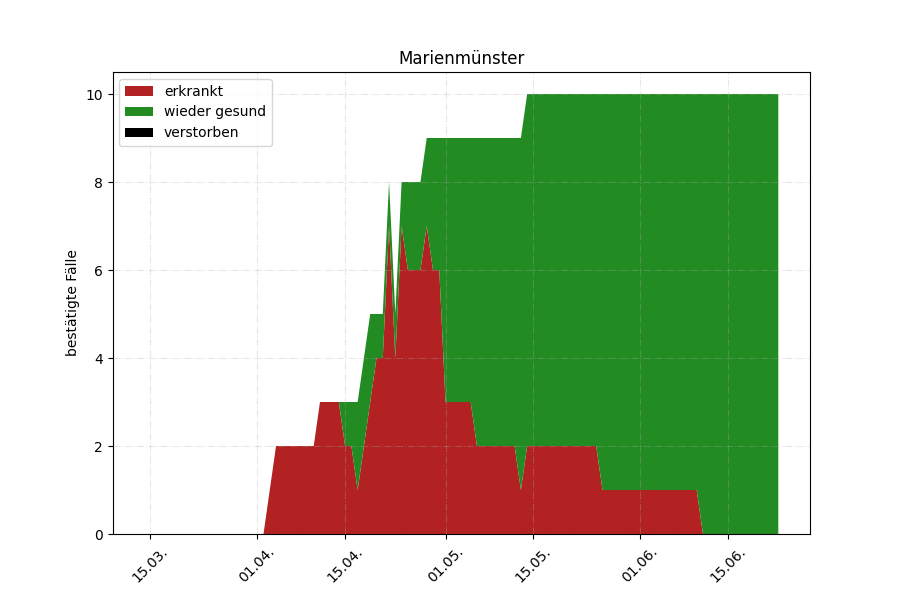 Marienmünster
erkrankt
wieder gesund
verstorben
bestätigte Fälle
10
8
6
4
2
0
15.03.
01.04.
15.04.
01.05.
15.05.
01.06.
15.06.